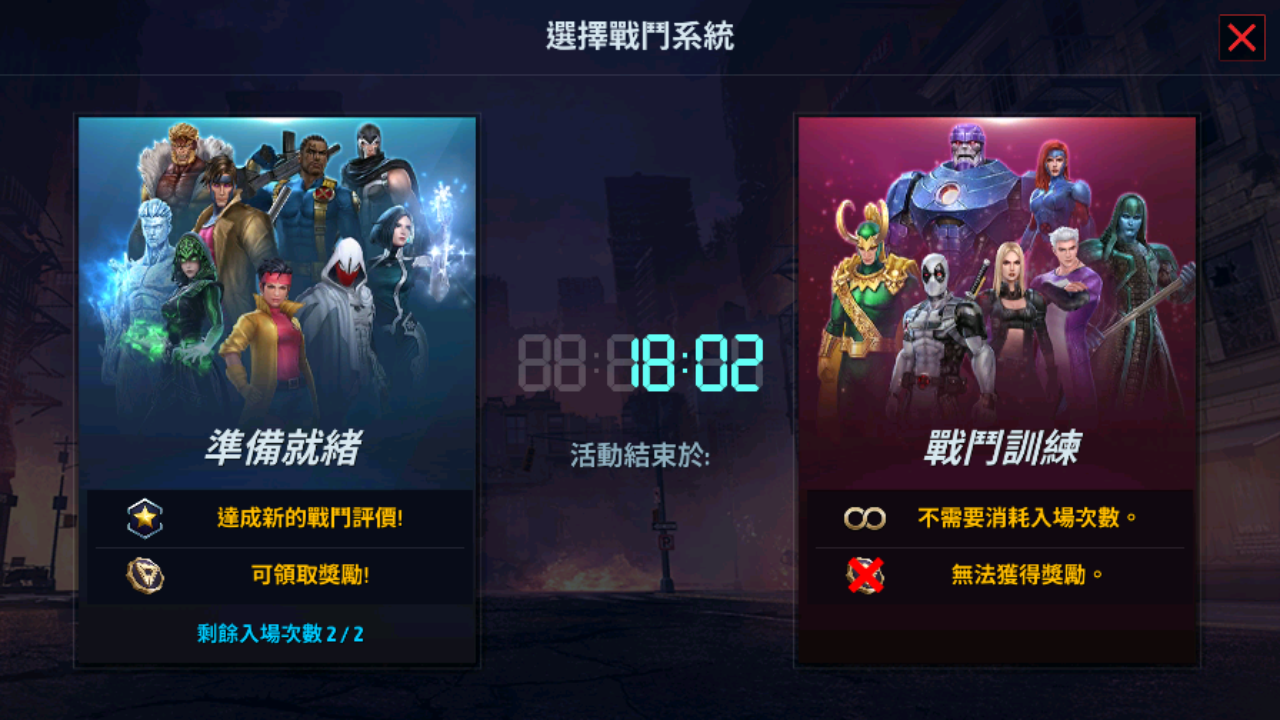 選擇戰鬥系統
準備就緒
達成新的戰鬥評價!
可領取獎勵!
剩餘入場次數 2 / 2
18:02
活動結束於:
戰鬥訓練
不需要消耗入場次數。
無法獲得獎勵。